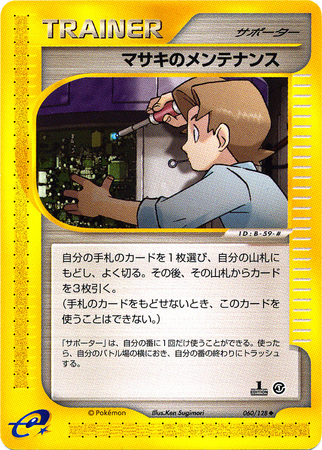 TRAINER サポーター
マサキのメンテナンス
ID:B-59-#
自分の手札のカードを1枚選び、自分の山札に
もどし、よく切る。その後、その山札からカード
を3枚引く。
(手札のカードをもどせないとき、このカードを
使うことはできない。)
「サポーター」は、自分の番に1回だけ使うことができる。使った
ら、自分のバトル場の横におき、自分の番の終わりにトラッシュ
する。
1
EDITION
e
© Pokémon Illus.Ken Sugimori 060/128◆